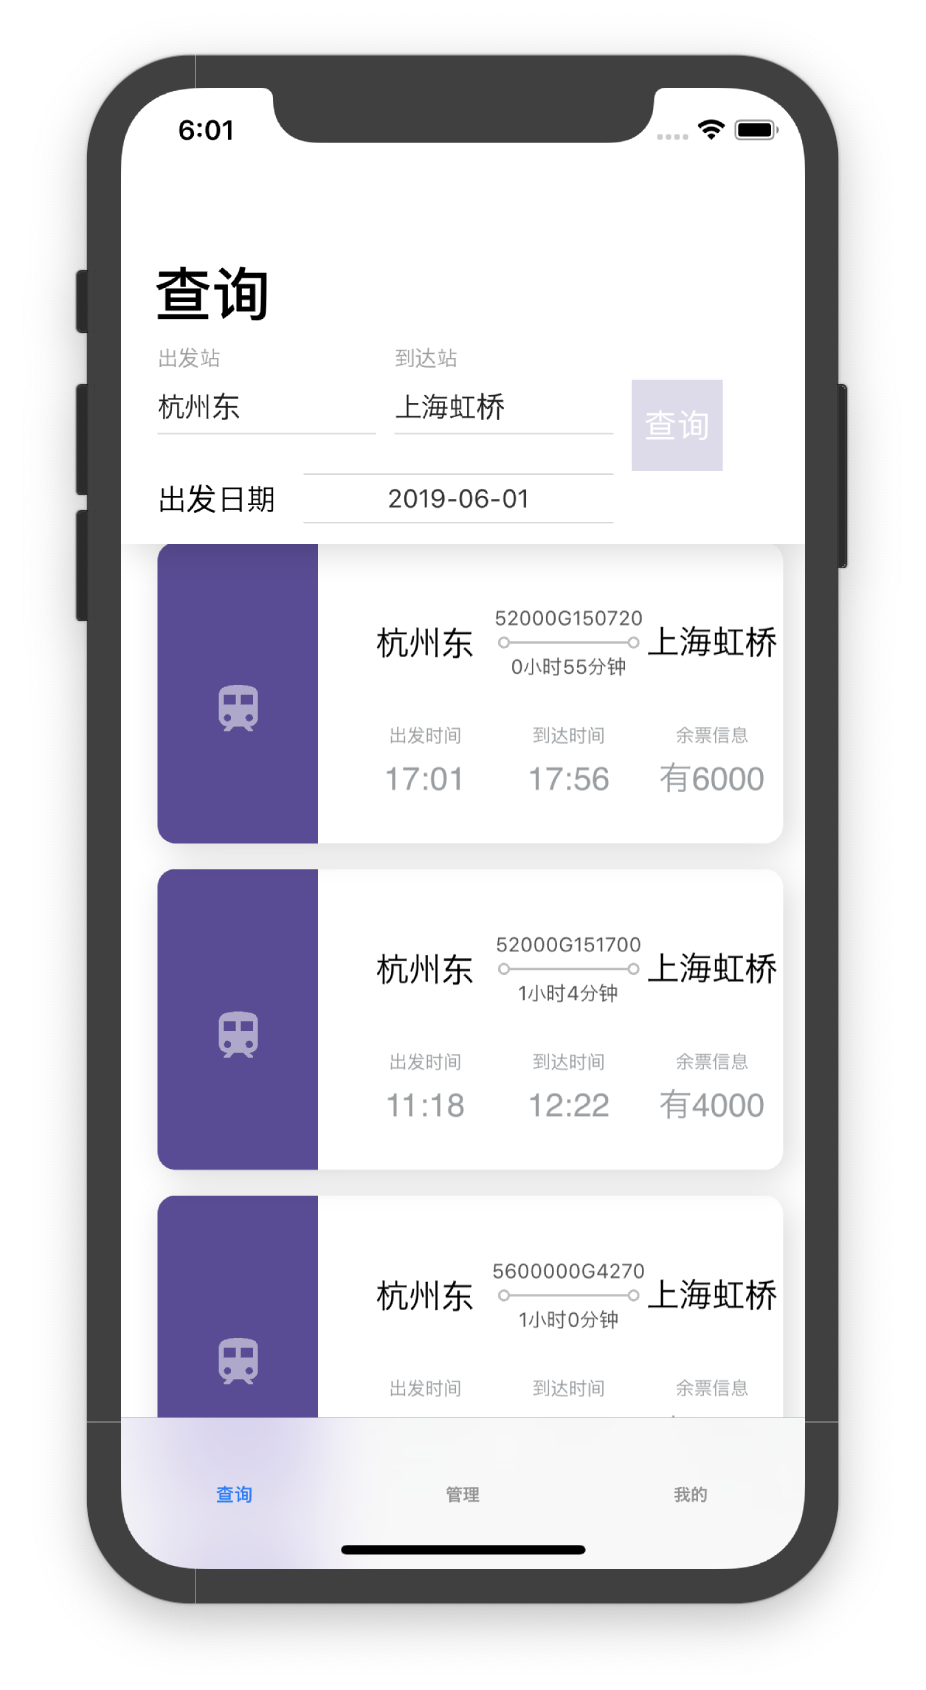 6:01
查询
出发站 到达站
杭州东 上海虹桥 查询
出发日期 2019-06-01
52000G150720
杭州东 上海虹桥
0小时55分钟
出发时间 到达时间 余票信息
17:01 17:56 有6000
52000G151700
杭州东 上海虹桥
1小时4分钟
出发时间 到达时间 余票信息
11:18 12:22 有4000
5600000G4270
杭州东 上海虹桥
1小时0分钟
出发时间 到达时间 余票信息
查询 管理 我的